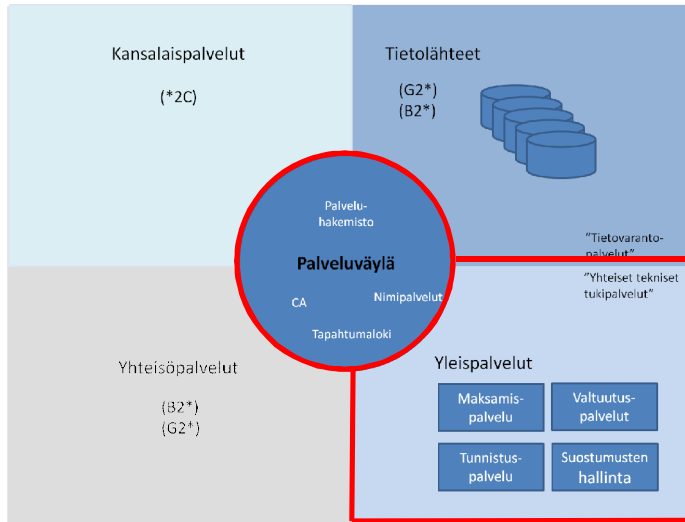 Kansalaispalvelut
(*2C)
Tietolähteet
(G2*)
(B2*)
Palvelu-
hakemisto
Palveluväylä
CA
Nimipalvelut
Tapahtumaloki
"Tietovaranto-
palvelut"
"Yhteiset tekniset
tukipalvelut"
Yhteisöpalvelut
(B2*)
(G2*)
Yleispalvelut
Maksamis-
palvelu
Valtuutus-
palvelut
Tunnistus-
palvelu
Suostumusten
hallinta